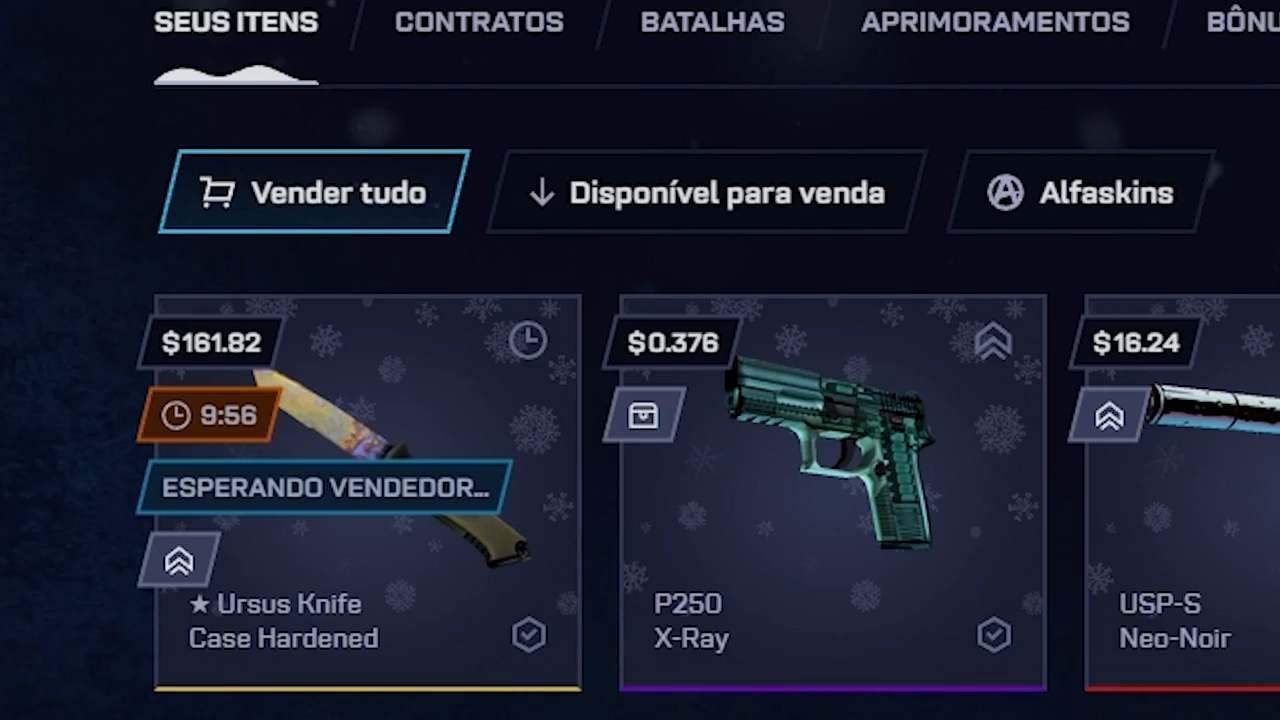 SEUS ITENS
CONTRATOS
BATALHAS
APRIMORAMENTOS
Vender tudo
Disponível para venda
Alfaskins
$161.82
9:56
ESPERANDO VENDEDOR...
★ Ursus Knife
Case Hardened
$0.376
P250
X-Ray
$16.24
USP-S
Neo-Noir